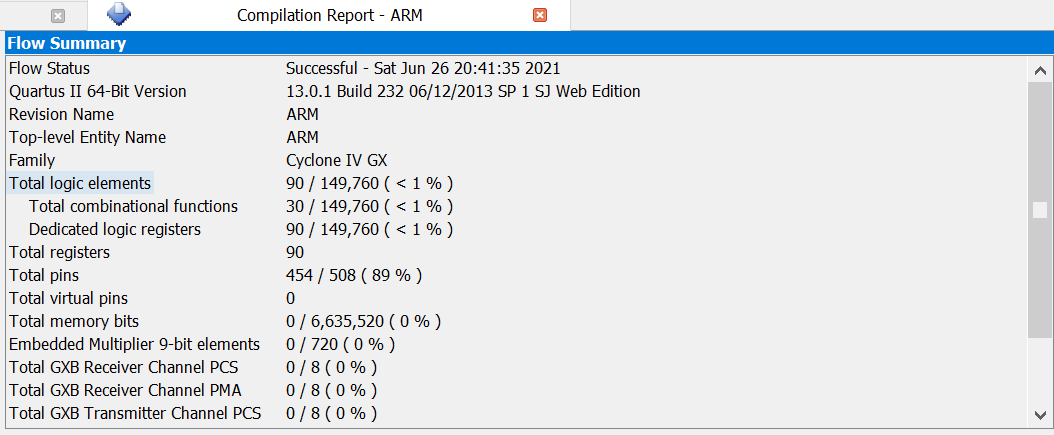 Compilation Report - ARM
Flow Summary
Flow Status Successful - Sat Jun 26 20:41:35 2021
Quartus II 64-Bit Version 13.0.1 Build 232 06/12/2013 SP 1 SJ Web Edition
Revision Name ARM
Top-level Entity Name ARM
Family Cyclone IV GX
Total logic elements 90 / 149,760 ( < 1 % )
Total combinational functions 30 / 149,760 ( < 1 % )
Dedicated logic registers 90 / 149,760 ( < 1 % )
Total registers 90
Total pins 454 / 508 ( 89 % )
Total virtual pins 0
Total memory bits 0 / 6,635,520 ( 0 % )
Embedded Multiplier 9-bit elements 0 / 720 ( 0 % )
Total GXB Receiver Channel PCS 0 / 8 ( 0 % )
Total GXB Receiver Channel PMA 0 / 8 ( 0 % )
Total GXB Transmitter Channel PCS 0 / 8 ( 0 % )